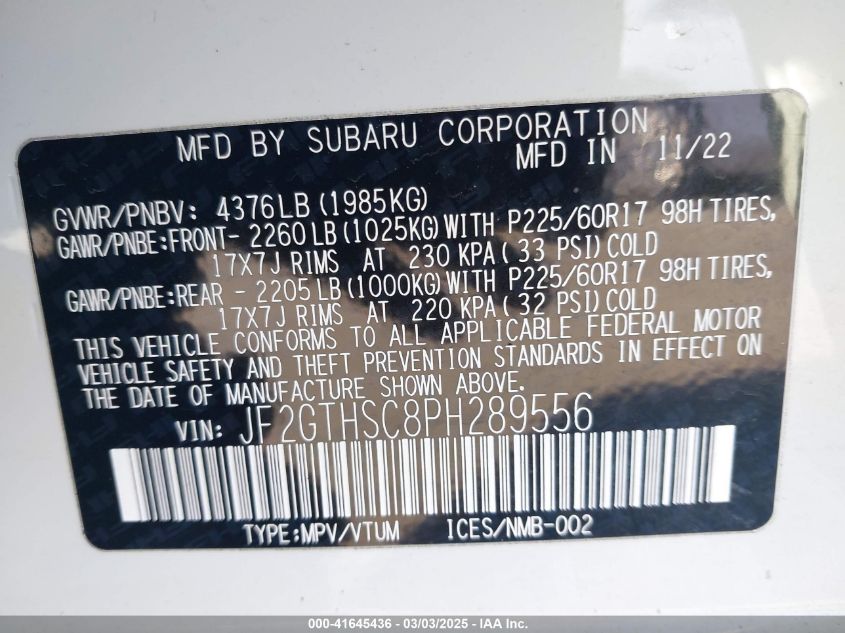 MFD BY SUBARU CORPORATION
MFD IN 11/22
GVWR/PNBV: 4376LB (1985KG)
GAWR/PNBE:FRONT- 2260LB (1025KG) WITH P225/60R17 98H TIRES,
17X7J RIMS AT 230 KPA ( 33 PSI) COLD
GAWR/PNBE:REAR - 2205LB (1000KG) WITH P225/60R17 98H TIRES,
17X7J RIMS AT 220 KPA ( 32 PSI) COLD
THIS VEHICLE CONFORMS TO ALL APPLICABLE FEDERAL MOTOR
VEHICLE SAFETY AND THEFT PREVENTION STANDARDS IN EFFECT ON
THE DATE OF MANUFACTURE SHOWN ABOVE.
VIN: JF2GTHSC8PH289556
TYPE:MPV/VTUM ICES/NMB-002
000-41645436 - 03/03/2025 - IAA Inc.